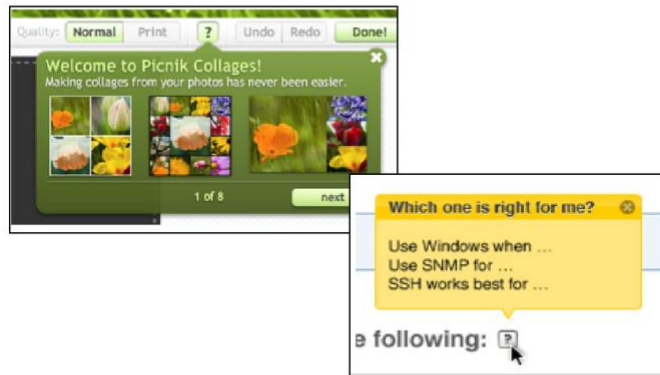 Quality: Normal Print ? Undo Redo Done!
Welcome to Picnik Collages!
Making collages from your photos has never been easier.
1 of 8 next
Which one is right for me?
Use Windows when ...
Use SNMP for ...
SSH works best for ...
e following: ?